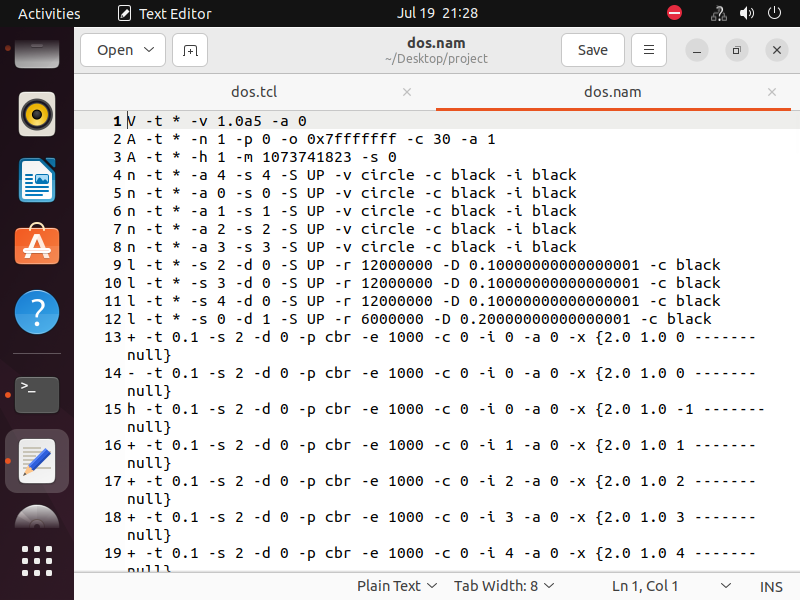 Activities
Text Editor
Jul 19 21:28
Open
dos.nam
~/Desktop/project
Save
dos.tcl
dos.nam
1 V -t * -v 1.0a5 -a 0
2 A -t * -n 1 -p 0 -o 0x7fffffff -c 30 -a 1
3 A -t * -h 1 -m 1073741823 -s 0
4 n -t * -a 4 -s 4 -S UP -v circle -c black -i black
5 n -t * -a 0 -s 0 -S UP -v circle -c black -i black
6 n -t * -a 1 -s 1 -S UP -v circle -c black -i black
7 n -t * -a 2 -s 2 -S UP -v circle -c black -i black
8 n -t * -a 3 -s 3 -S UP -v circle -c black -i black
9 l -t * -s 2 -d 0 -S UP -r 12000000 -D 0.10000000000000001 -c black
10 l -t * -s 3 -d 0 -S UP -r 12000000 -D 0.10000000000000001 -c black
11 l -t * -s 4 -d 0 -S UP -r 12000000 -D 0.10000000000000001 -c black
12 l -t * -s 0 -d 1 -S UP -r 6000000 -D 0.20000000000000001 -c black
13 + -t 0.1 -s 2 -d 0 -p cbr -e 1000 -c 0 -i 0 -a 0 -x {2.0 1.0 0 -------
null}
14 - -t 0.1 -s 2 -d 0 -p cbr -e 1000 -c 0 -i 0 -a 0 -x {2.0 1.0 0 -------
null}
15 h -t 0.1 -s 2 -d 0 -p cbr -e 1000 -c 0 -i 0 -a 0 -x {2.0 1.0 -1 -------
null}
16 + -t 0.1 -s 2 -d 0 -p cbr -e 1000 -c 0 -i 1 -a 0 -x {2.0 1.0 1 -------
null}
17 + -t 0.1 -s 2 -d 0 -p cbr -e 1000 -c 0 -i 2 -a 0 -x {2.0 1.0 2 -------
null}
18 + -t 0.1 -s 2 -d 0 -p cbr -e 1000 -c 0 -i 3 -a 0 -x {2.0 1.0 3 -------
null}
19 + -t 0.1 -s 2 -d 0 -p cbr -e 1000 -c 0 -i 4 -a 0 -x {2.0 1.0 4 -------
null}
Plain Text
Tab Width: 8
Ln 1, Col 1
INS